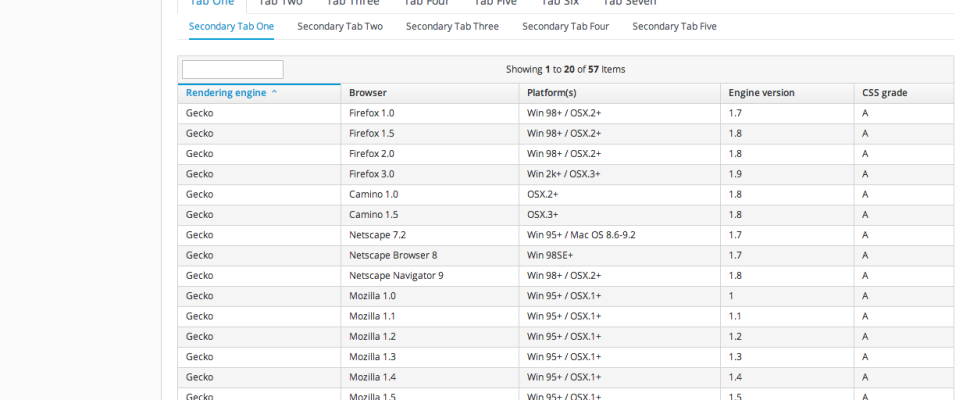 Tab One Tab Two Tab Three Tab Four Tab Five Tab Six Tab Seven
Secondary Tab One Secondary Tab Two Secondary Tab Three Secondary Tab Four Secondary Tab Five
Showing 1 to 20 of 57 Items
Rendering engine ^ Browser Platform(s) Engine version CSS grade
Gecko Firefox 1.0 Win 98+ / OSX.2+ 1.7 A
Gecko Firefox 1.5 Win 98+ / OSX.2+ 1.8 A
Gecko Firefox 2.0 Win 98+ / OSX.2+ 1.8 A
Gecko Firefox 3.0 Win 2k+ / OSX.3+ 1.9 A
Gecko Camino 1.0 OSX.2+ 1.8 A
Gecko Camino 1.5 OSX.3+ 1.8 A
Gecko Netscape 7.2 Win 95+ / Mac OS 8.6-9.2 1.7 A
Gecko Netscape Browser 8 Win 98SE+ 1.7 A
Gecko Netscape Navigator 9 Win 98+ / OSX.2+ 1.8 A
Gecko Mozilla 1.0 Win 95+ / OSX.1+ 1 A
Gecko Mozilla 1.1 Win 95+ / OSX.1+ 1.1 A
Gecko Mozilla 1.2 Win 95+ / OSX.1+ 1.2 A
Gecko Mozilla 1.3 Win 95+ / OSX.1+ 1.3 A
Gecko Mozilla 1.4 Win 95+ / OSX.1+ 1.4 A
Gecko Mozilla 1.5 Win 95+ / OSX.1+ 1.5 A